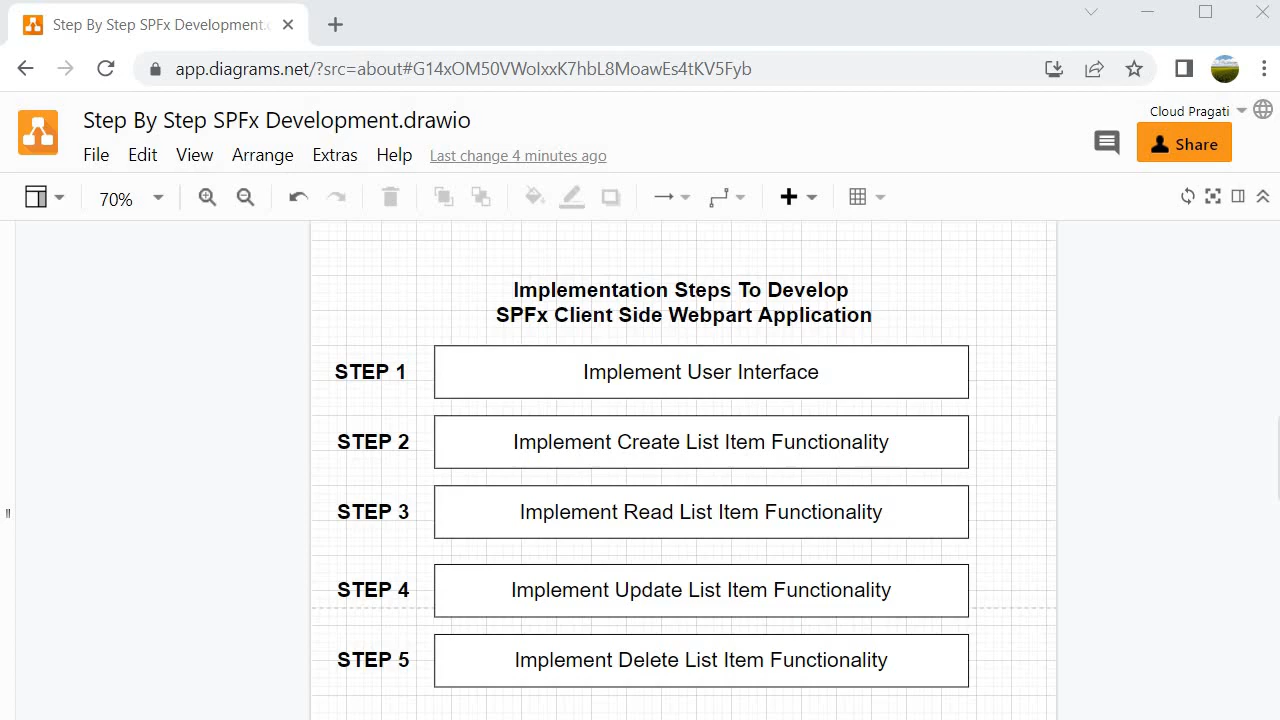 Step By Step SPFx Development.
app.diagrams.net/?src=about#G14xOM50VWoIxxK7hbL8MoawEs4tKV5Fyb
Step By Step SPFx Development.drawio
Cloud Pragati
File Edit View Arrange Extras Help Last change 4 minutes ago
Share
70%
Implementation Steps To Develop
SPFx Client Side Webpart Application
STEP 1 Implement User Interface
STEP 2 Implement Create List Item Functionality
STEP 3 Implement Read List Item Functionality
STEP 4 Implement Update List Item Functionality
STEP 5 Implement Delete List Item Functionality